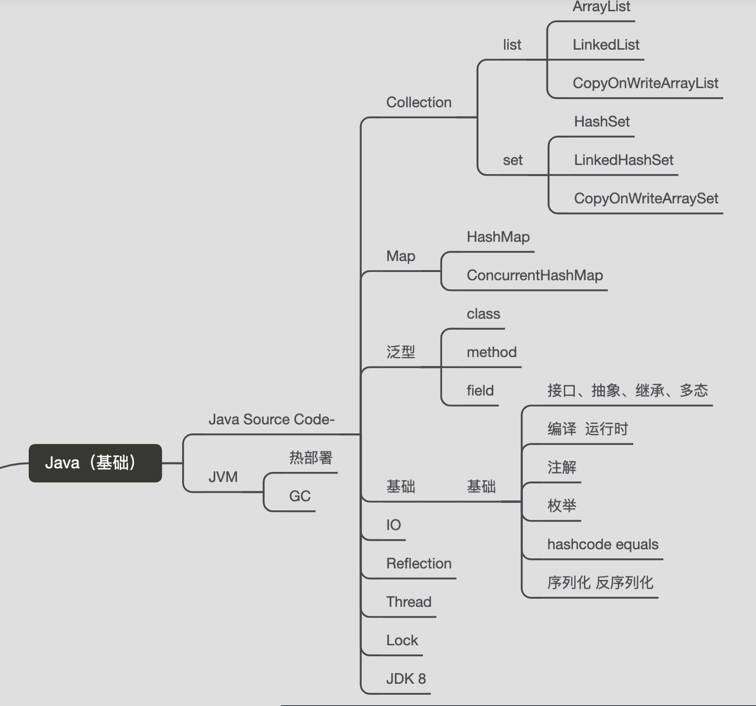 ArrayList
list
LinkedList
CopyOnWriteArrayList
Collection
HashSet
set
LinkedHashSet
CopyOnWriteArraySet
HashMap
Map
ConcurrentHashMap
class
泛型
method
field
接口、抽象、继承、多态
Java Source Code-
编译 运行时
Java（基础）
热部署
注解
JVM
基础
基础
GC
枚举
IO
hashcode equals
Reflection
序列化 反序列化
Thread
Lock
JDK 8